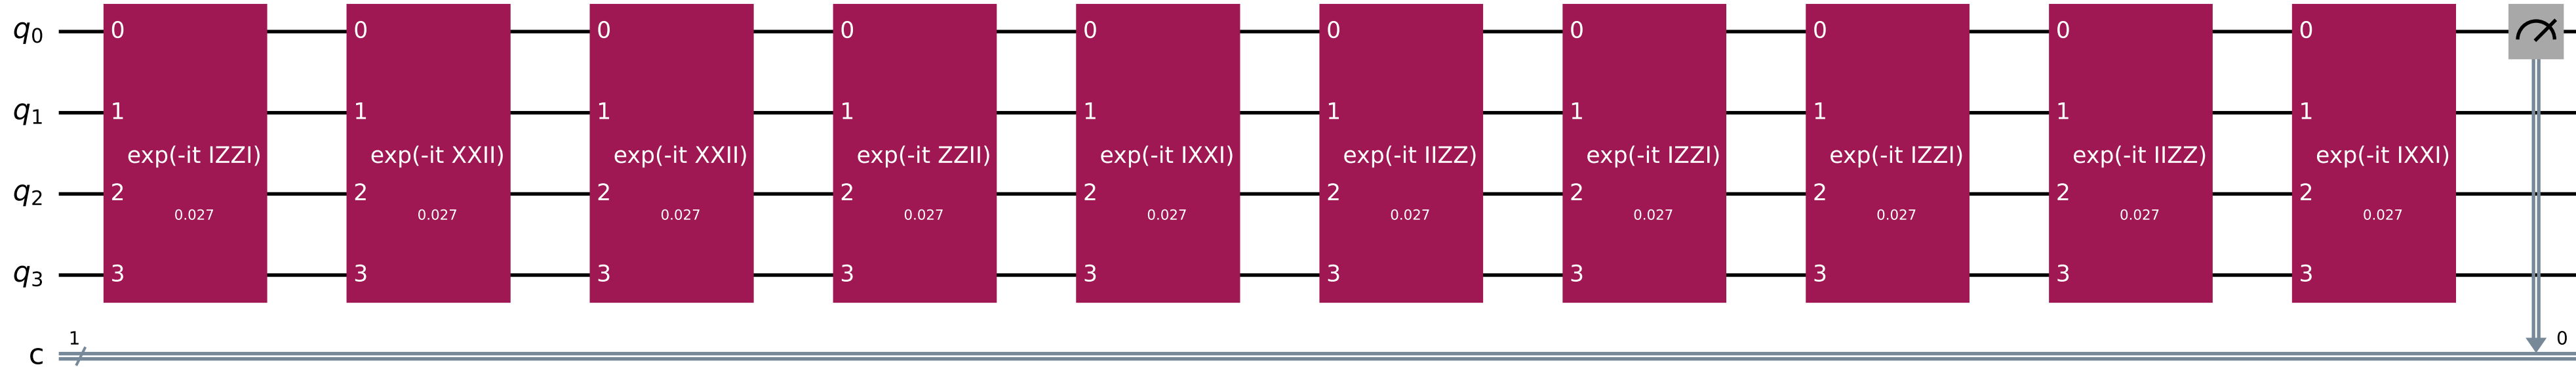 q0 0 0 0 0 0 0 0 0 0 0
q1 1 1 1 1 1 1 1 1 1 1
exp(-it IZZI) exp(-it XXII) exp(-it XXII) exp(-it ZZII) exp(-it IXXI) exp(-it IIZZ) exp(-it IZZI) exp(-it IZZI) exp(-it IIZZ) exp(-it IXXI)
q2 2 2 2 2 2 2 2 2 2 2
0.027 0.027 0.027 0.027 0.027 0.027 0.027 0.027 0.027 0.027
q3 3 3 3 3 3 3 3 3 3 3
1 0
c